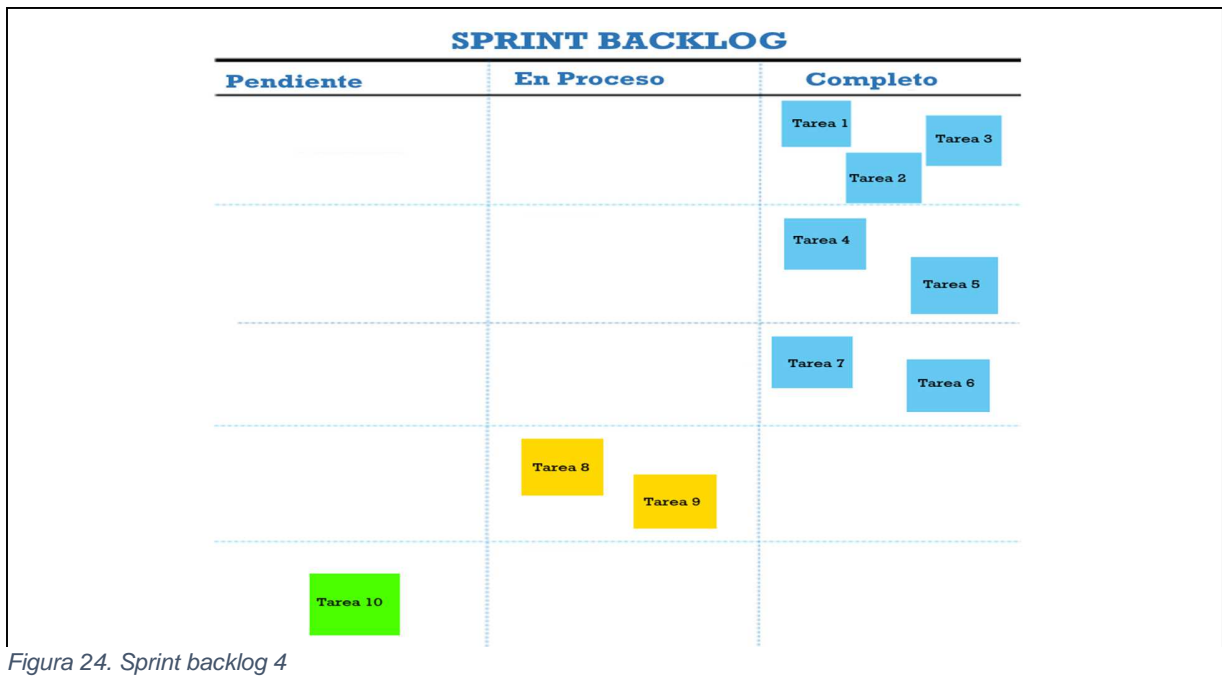 SPRINT BACKLOG
Pendiente
En Proceso
Completo
Tarea 1
Tarea 3
Tarea 2
Tarea 4
Tarea 5
Tarea 7
Tarea 6
Tarea 8
Tarea 9
Tarea 10
Figura 24. Sprint backlog 4